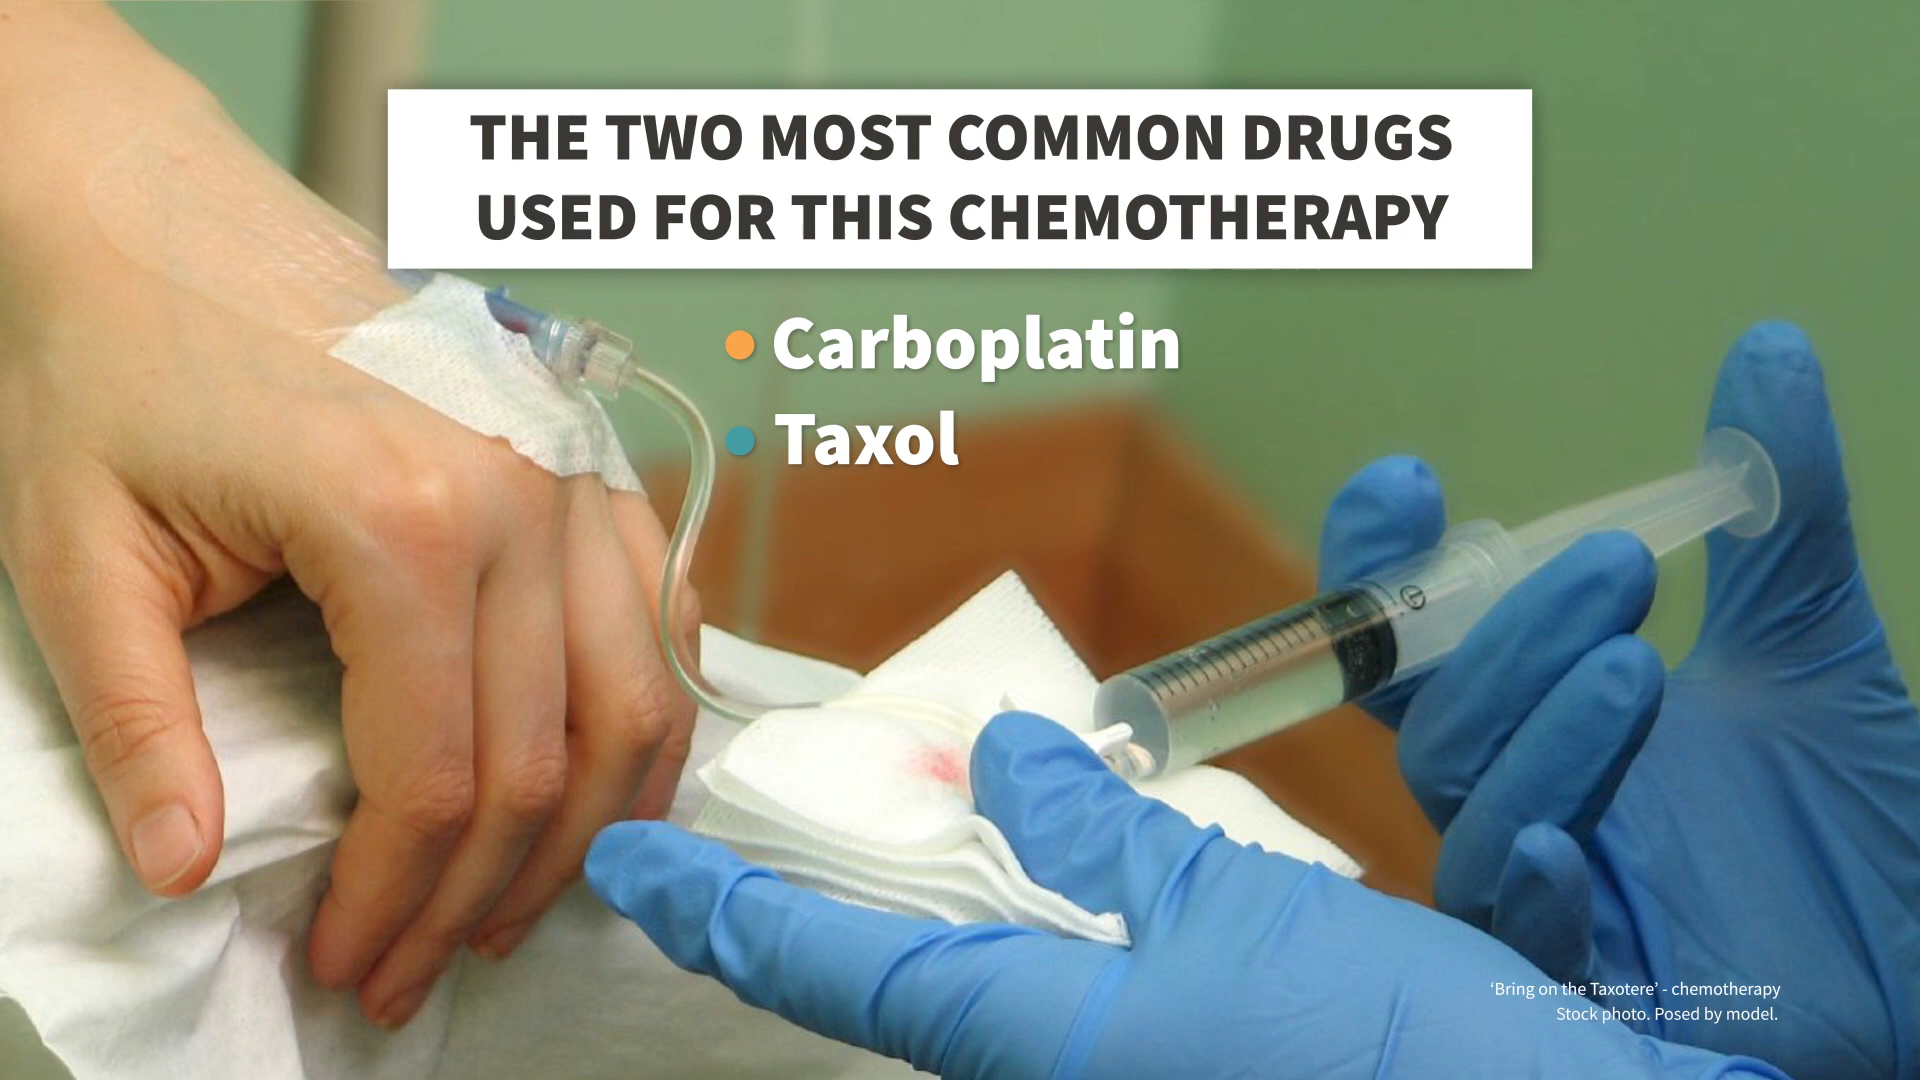 THE TWO MOST COMMON DRUGS
USED FOR THIS CHEMOTHERAPY
Carboplatin
Taxol
‘Bring on the Taxotere’ - chemotherapy
Stock photo. Posed by model.